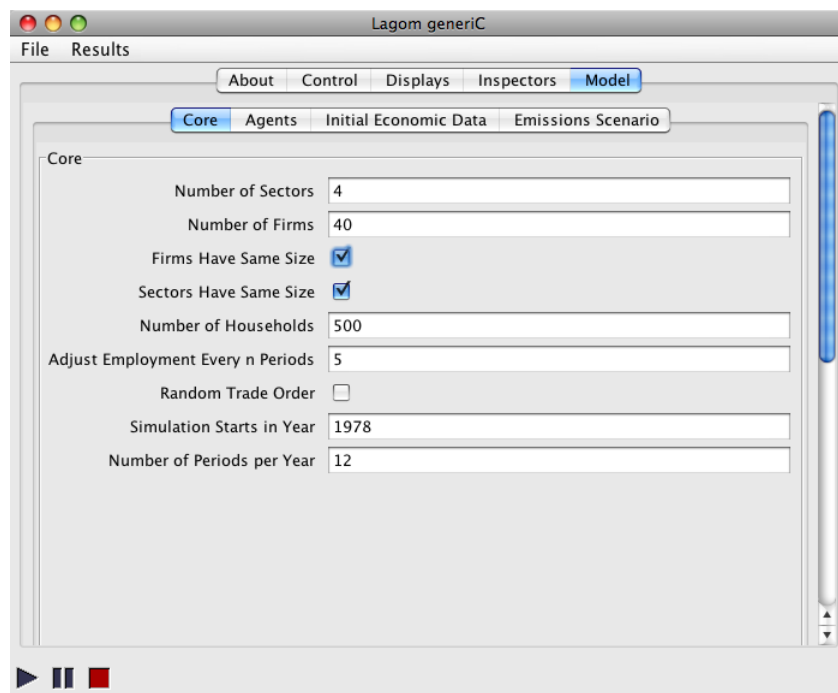 Lagom generiC
File Results
About Control Displays Inspectors Model
Core Agents Initial Economic Data Emissions Scenario
Core
Number of Sectors 4
Number of Firms 40
Firms Have Same Size
Sectors Have Same Size
Number of Households 500
Adjust Employment Every n Periods 5
Random Trade Order
Simulation Starts in Year 1978
Number of Periods per Year 12